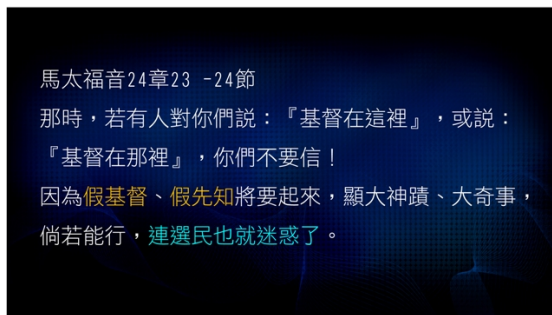 馬太福音24章23 -24節
那時，若有人對你們説：『基督在這裡』，或説：
『基督在那裡』，你們不要信！
因為假基督、假先知將要起來，顯大神蹟、大奇事，
倘若能行，連選民也就迷惑了。